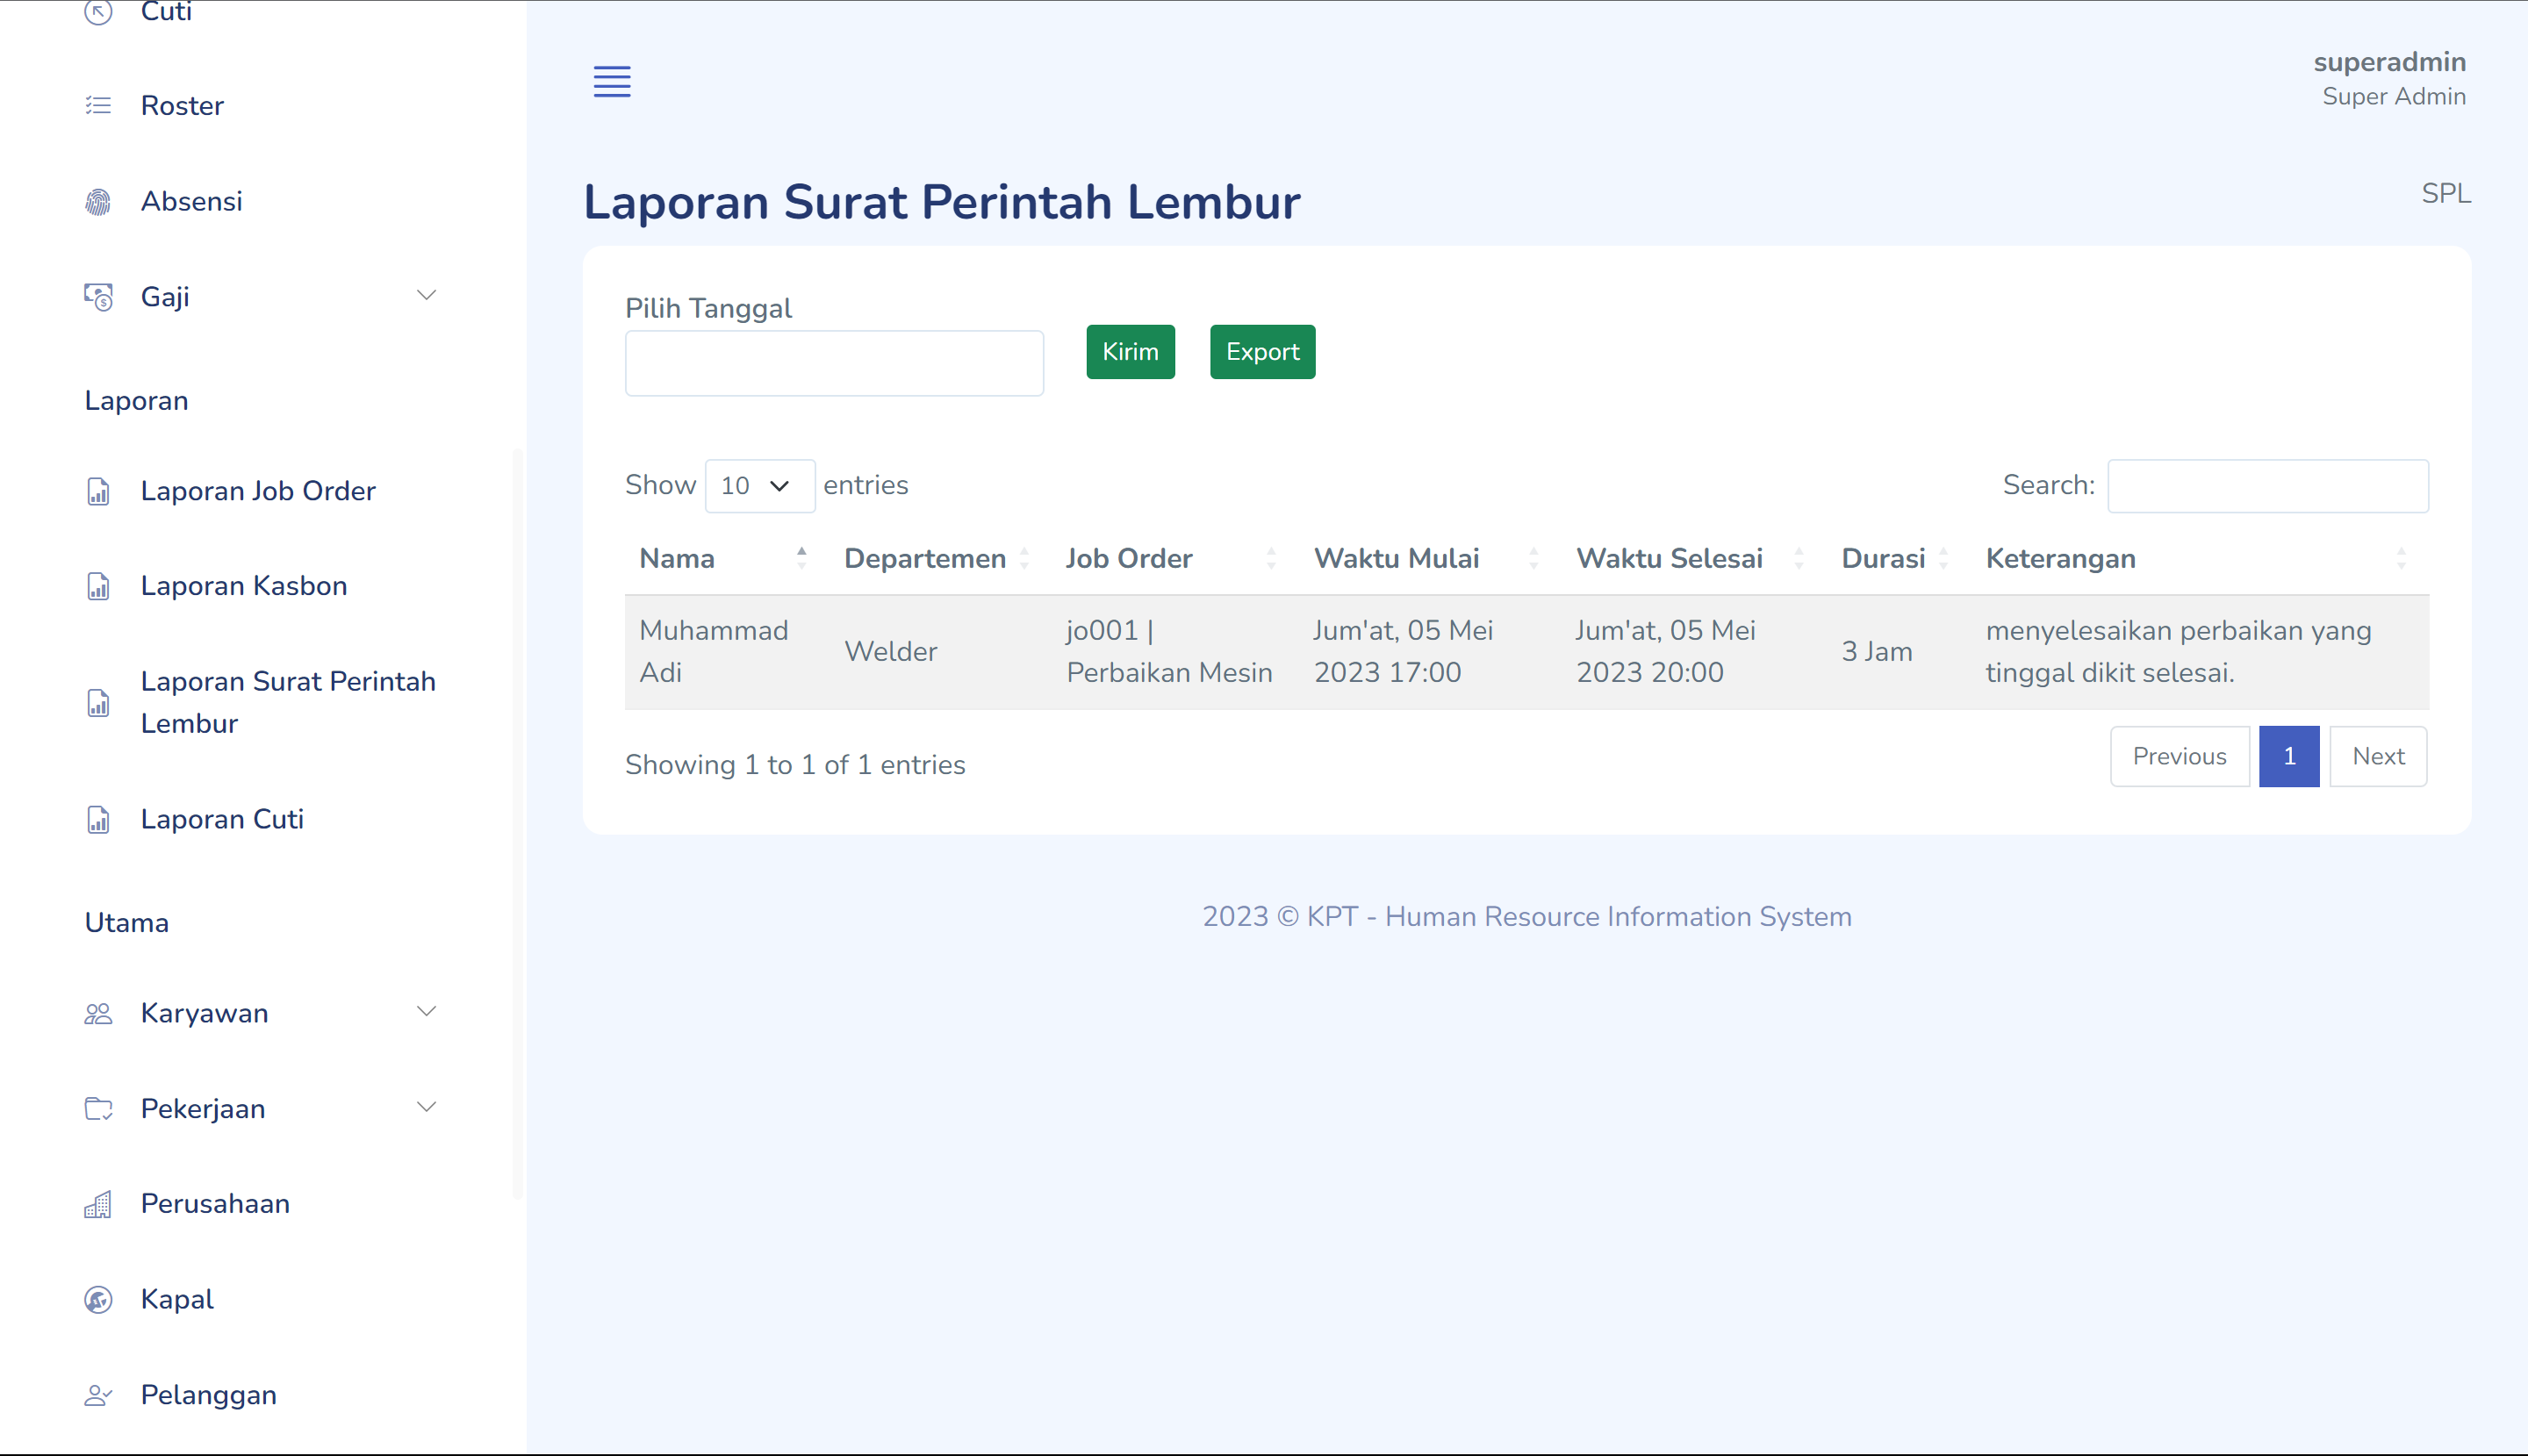 Cuti
Roster
Absensi
Gaji
Laporan
Laporan Job Order
Laporan Kasbon
Laporan Surat Perintah
Lembur
Laporan Cuti
Utama
Karyawan
Pekerjaan
Perusahaan
Kapal
Pelanggan
superadmin
Super Admin
Laporan Surat Perintah Lembur
SPL
Pilih Tanggal
Kirim
Export
Show 10 entries
Search:
Nama Departemen Job Order Waktu Mulai Waktu Selesai Durasi Keterangan
Muhammad
Adi
Welder
jo001 |
Perbaikan Mesin
Jum'at, 05 Mei
2023 17:00
Jum'at, 05 Mei
2023 20:00
3 Jam
menyelesaikan perbaikan yang
tinggal dikit selesai.
Showing 1 to 1 of 1 entries
Previous 1 Next
2023 © KPT - Human Resource Information System